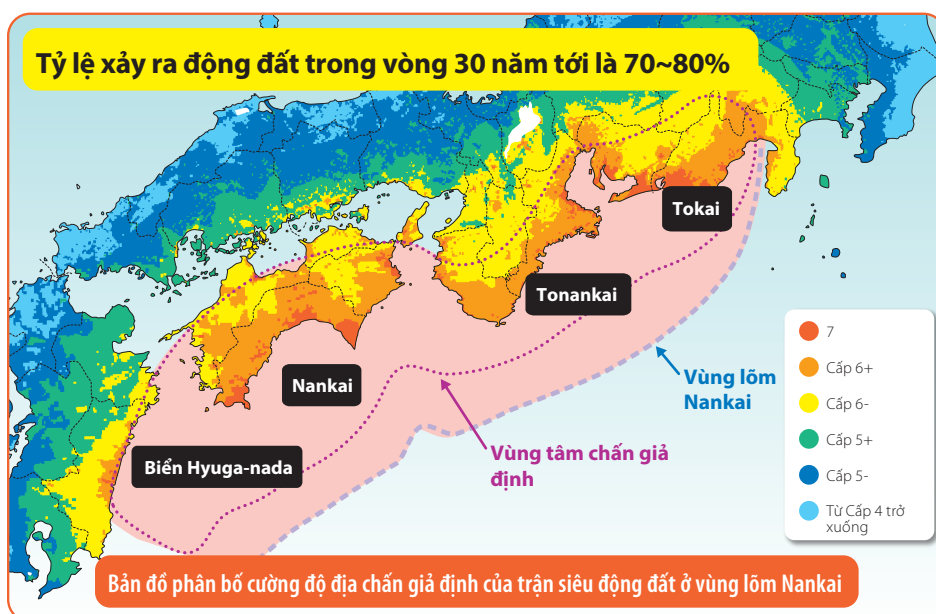 Tỷ lệ xảy ra động đất trong vòng 30 năm tới là 70~80%
Tokai
Tonankai
Nankai
Biển Hyuga-nada
Vùng lõm
Nankai
Vùng tâm chấn giả
định
7
Cấp 6+
Cấp 6-
Cấp 5+
Cấp 5-
Từ Cấp 4 trở
xuống
Bản đồ phân bố cường độ địa chấn giả định của trận siêu động đất ở vùng lõm Nankai